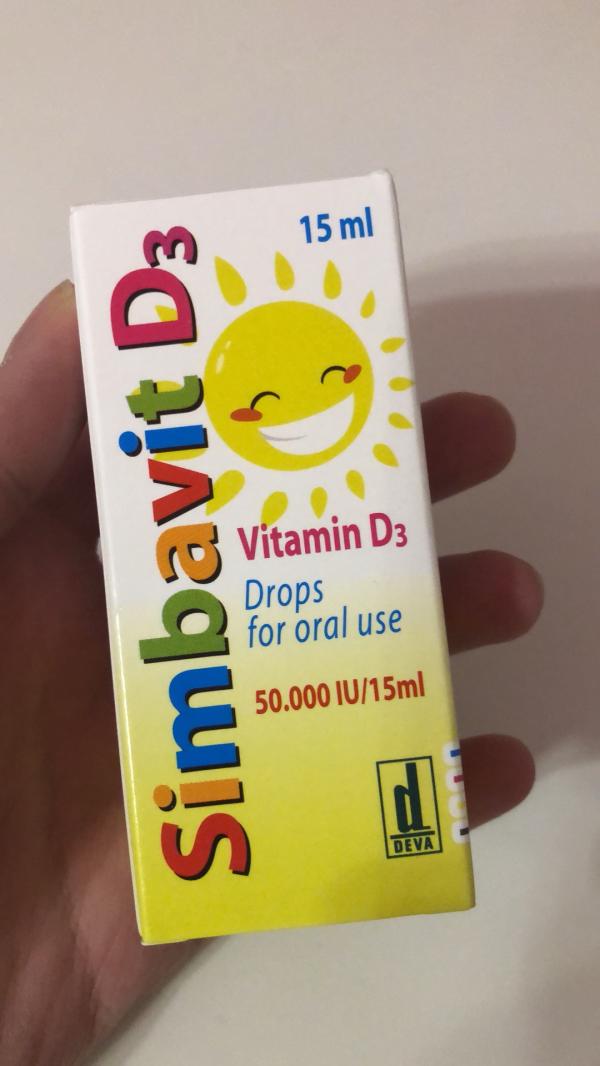 15 ml
Simbavit D3
Vitamin D3
Drops
for oral use
50.000 IU/15ml
d
DEVA